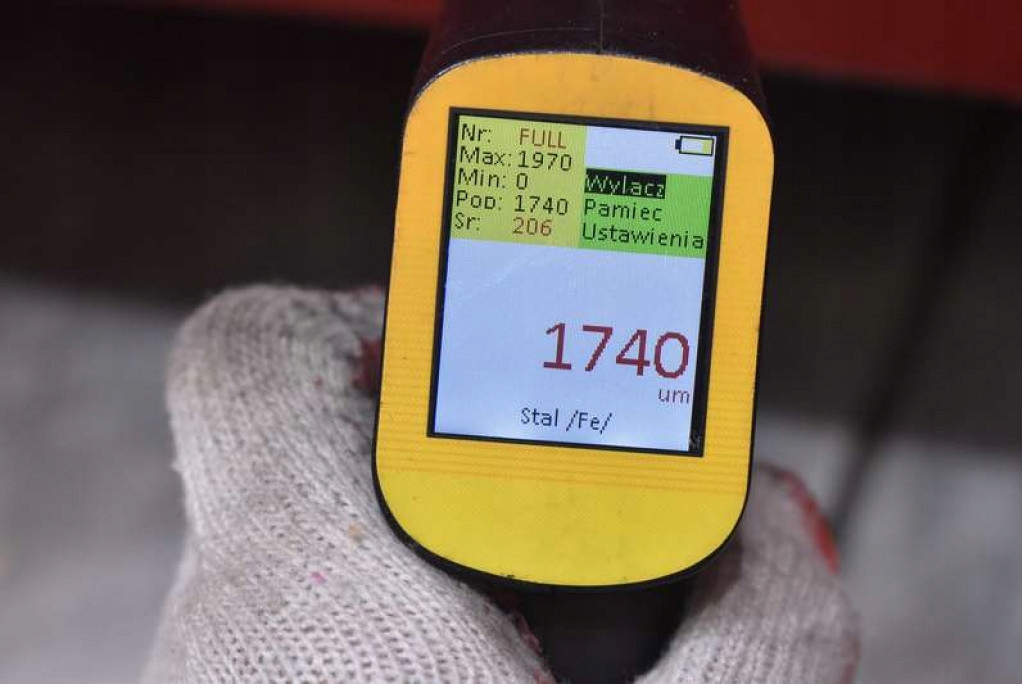 Nr: FULL
Max: 1970
Min: 0
Pop: 1740
Sr: 206
Wylacz
Pamiec
Ustawienia
1740
um
Stal /Fe/